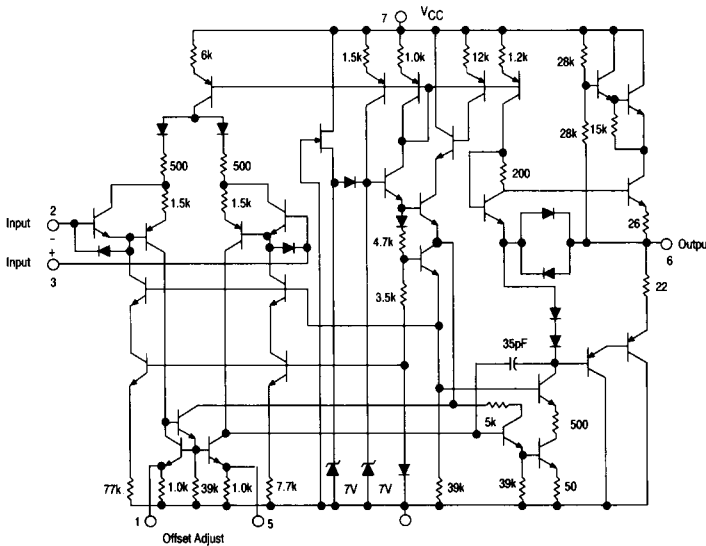 7 VCC
6k
1.5k 1.0k 12k 1.2k
28k
28k 15k
500 500
200
1.5k 1.5k
2
Input
-
+
Input
3
4.7k
3.5k
26
Output
6
22
35pF
5k
500
77k 1.0k 39k 1.0k 7.7k
7V 7V
39k 39k 50
1 5
Offset Adjust